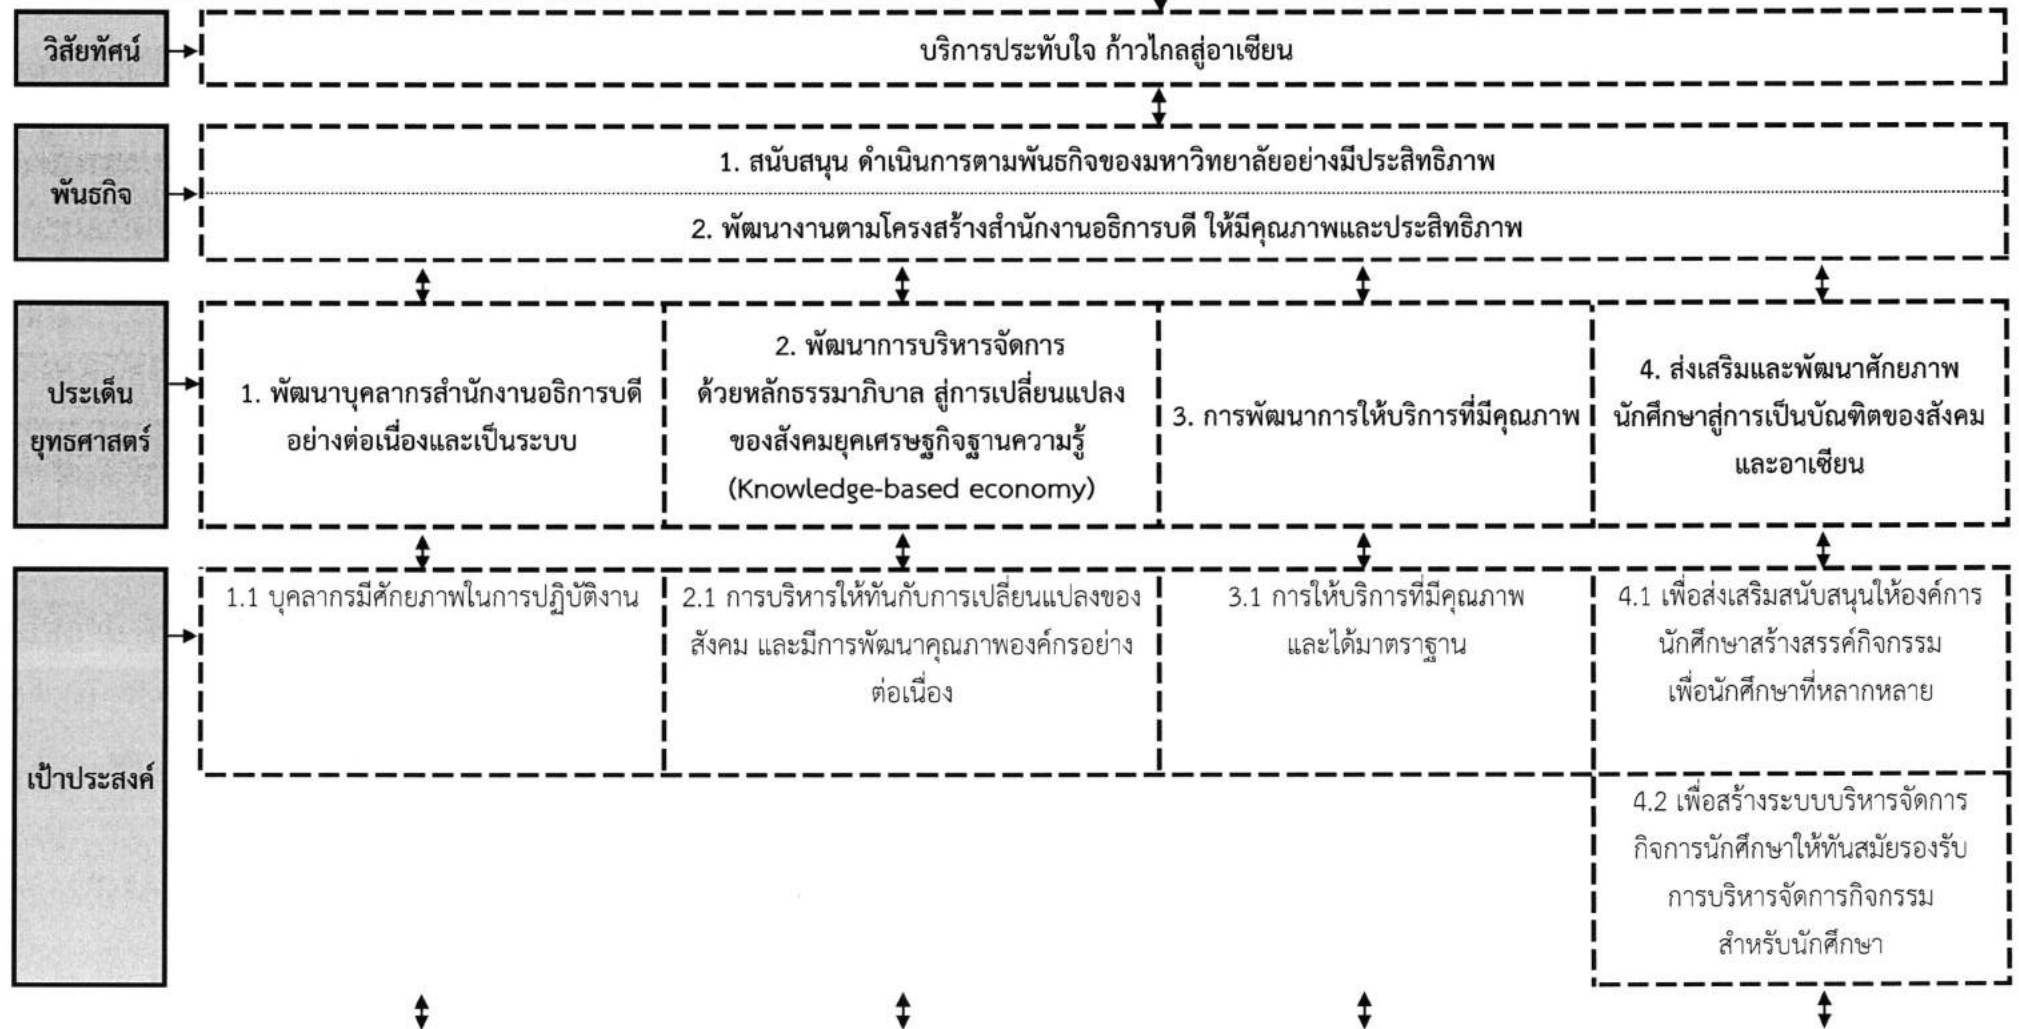 วิสัยทัศน์
บริการประทับใจ ก้าวไกลสู่อาเซียน
พันธกิจ
1. สนับสนุน ดำเนินการตามพันธกิจของมหาวิทยาลัยอย่างมีประสิทธิภาพ
2. พัฒนางานตามโครงสร้างสำนักงานอธิการบดี ให้มีคุณภาพและประสิทธิภาพ
ประเด็น
ยุทธศาสตร์
1. พัฒนาบุคลากรสำนักงานอธิการบดี
อย่างต่อเนื่องและเป็นระบบ
2. พัฒนาการบริหารจัดการ
ด้วยหลักธรรมาภิบาล สู่การเปลี่ยนแปลง
ของสังคมยุคเศรษฐกิจฐานความรู้
(Knowledge-based economy)
3. การพัฒนาการให้บริการที่มีคุณภาพ
4. ส่งเสริมและพัฒนาศักยภาพ
นักศึกษาสู่การเป็นบัณฑิตของสังคม
และอาเซียน
เป้าประสงค์
1.1 บุคลากรมีศักยภาพในการปฏิบัติงาน
2.1 การบริหารให้ทันกับการเปลี่ยนแปลงของ
สังคม และมีการพัฒนาคุณภาพองค์กรอย่าง
ต่อเนื่อง
3.1 การให้บริการที่มีคุณภาพ
และได้มาตราฐาน
4.1 เพื่อส่งเสริมสนับสนุนให้องค์การ
นักศึกษาสร้างสรรค์กิจกรรม
เพื่อนักศึกษาที่หลากหลาย
4.2 เพื่อสร้างระบบบริหารจัดการ
กิจการนักศึกษาให้ทันสมัยรองรับ
การบริหารจัดการกิจกรรม
สำหรับนักศึกษา